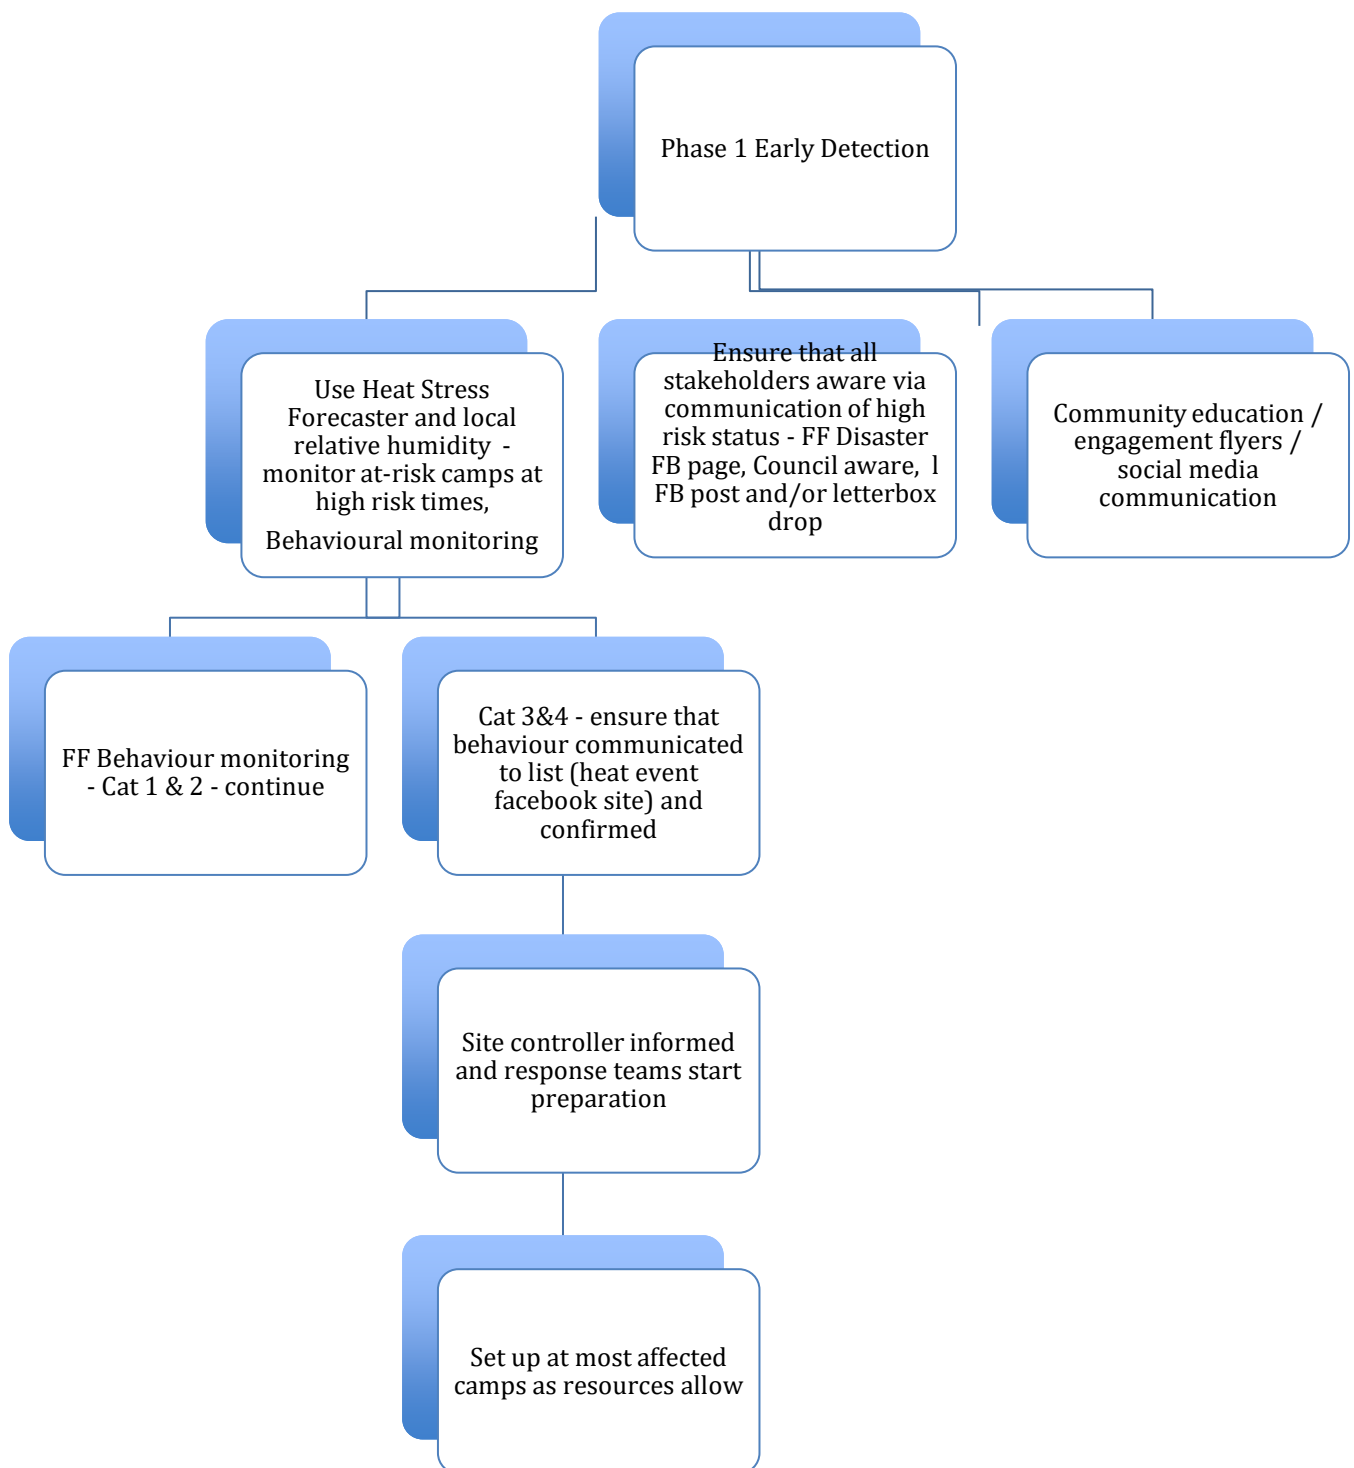 Phase 1 Early Detection
Use Heat Stress
Forecaster and local
relative humidity -
monitor at-risk camps at
high risk times,
Behavioural monitoring
Ensure that all
stakeholders aware via
communication of high
risk status - FF Disaster
FB page, Council aware, l
FB post and/or letterbox
drop
Community education /
engagement flyers /
social media
communication
FF Behaviour monitoring
- Cat 1 & 2 - continue
Cat 3&4 - ensure that
behaviour communicated
to list (heat event
facebook site) and
confirmed
Site controller informed
and response teams start
preparation
Set up at most affected
camps as resources allow